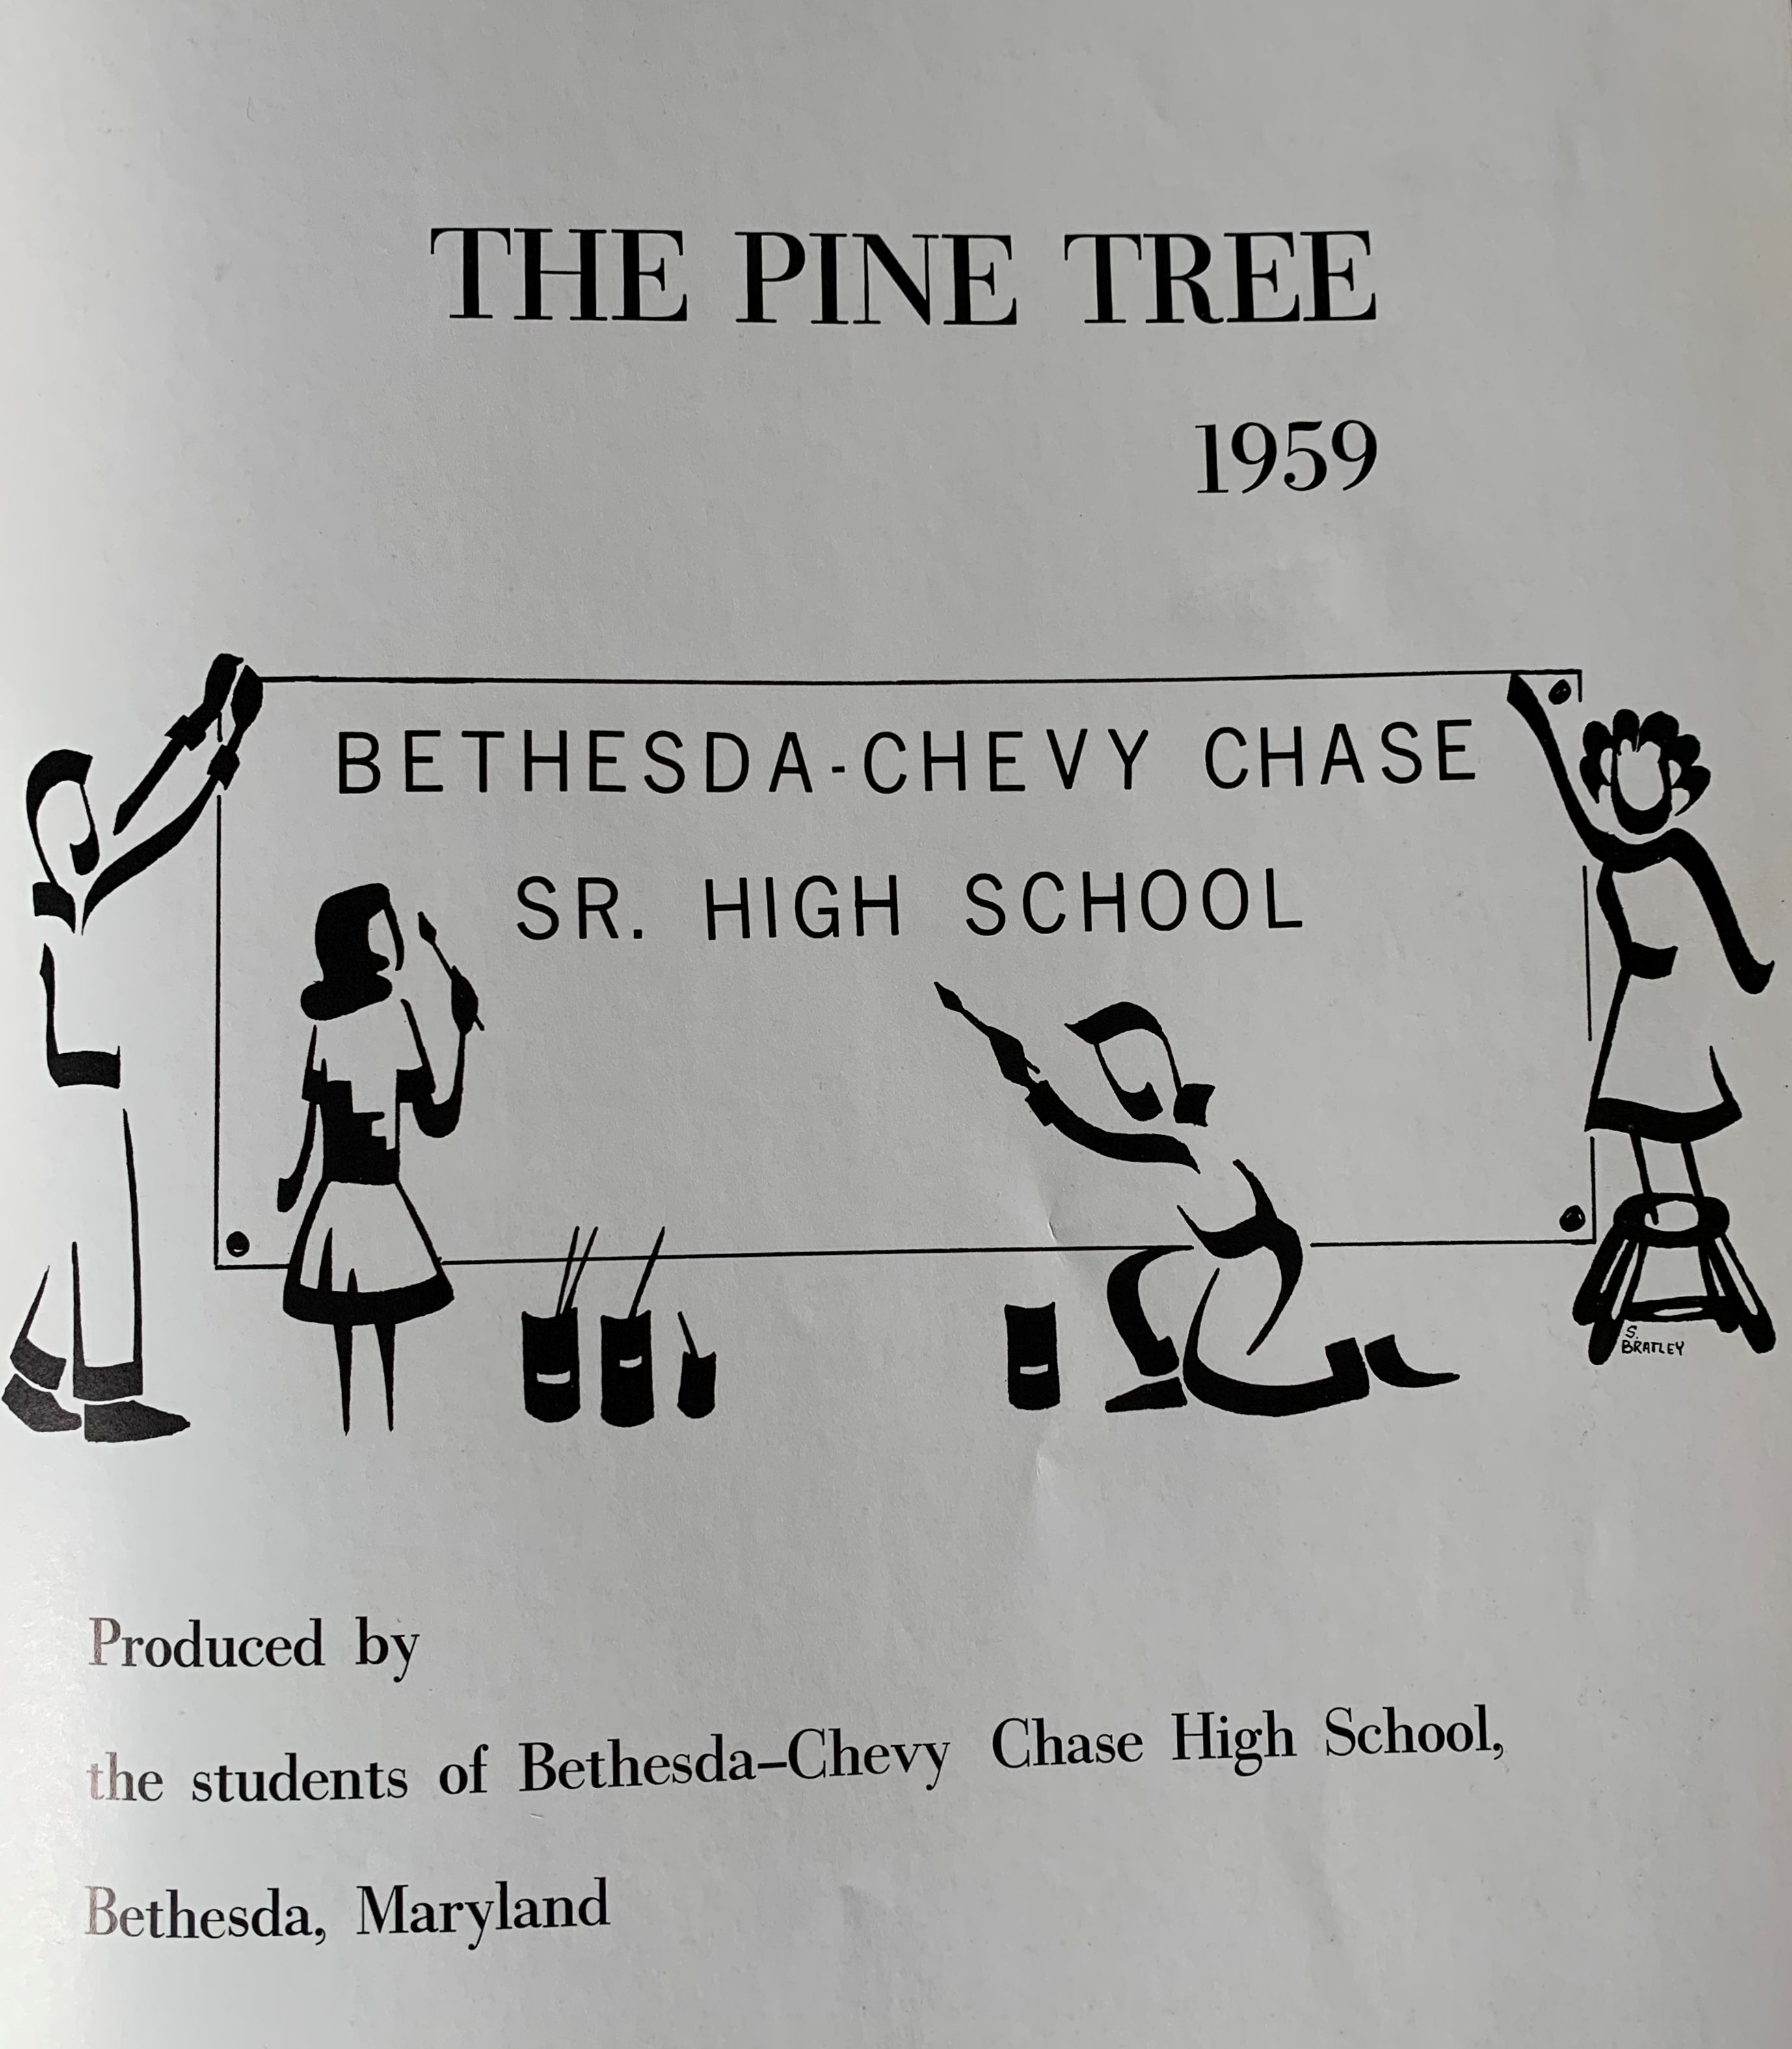 THE PINE TREE
1959
BETHESDA-CHEVY CHASE
SR. HIGH SCHOOL
S.
BRATLEY
Produced by
the students of Bethesda–Chevy Chase High School,
Bethesda, Maryland